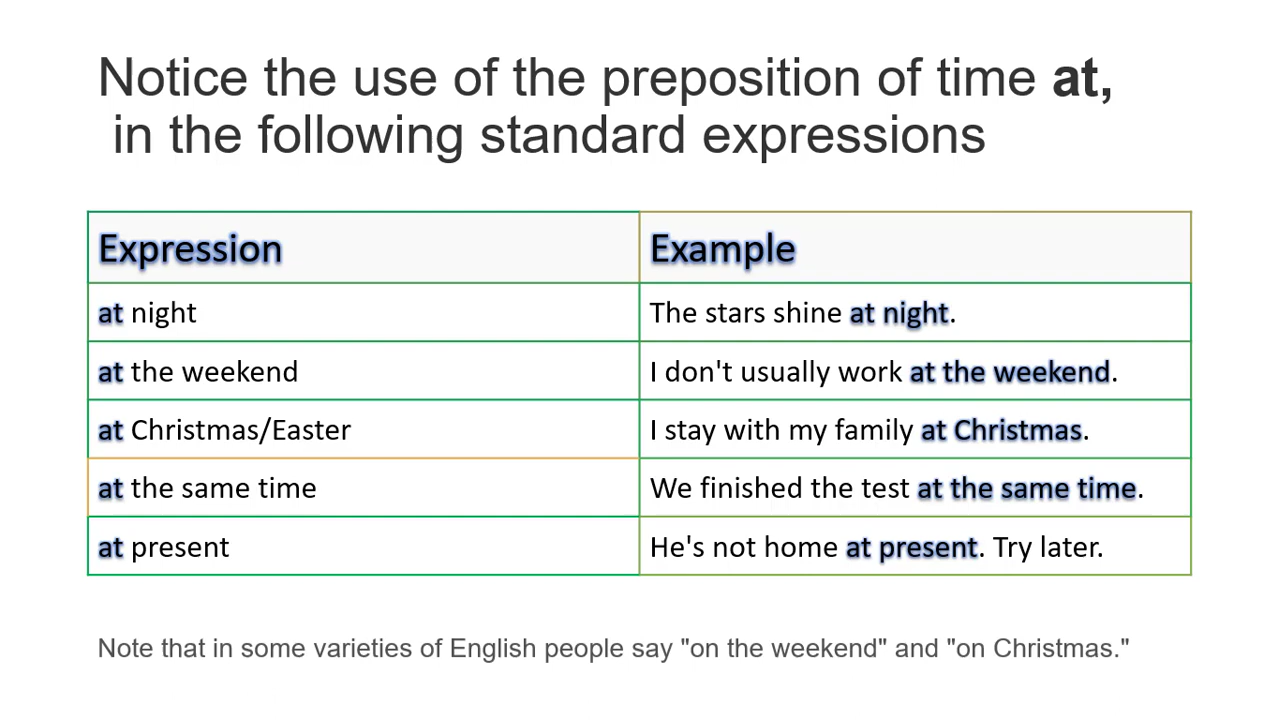 Notice the use of the preposition of time at,
in the following standard expressions
Expression Example
at night The stars shine at night.
at the weekend I don't usually work at the weekend.
at Christmas/Easter I stay with my family at Christmas.
at the same time We finished the test at the same time.
at present He's not home at present. Try later.
Note that in some varieties of English people say "on the weekend" and "on Christmas."